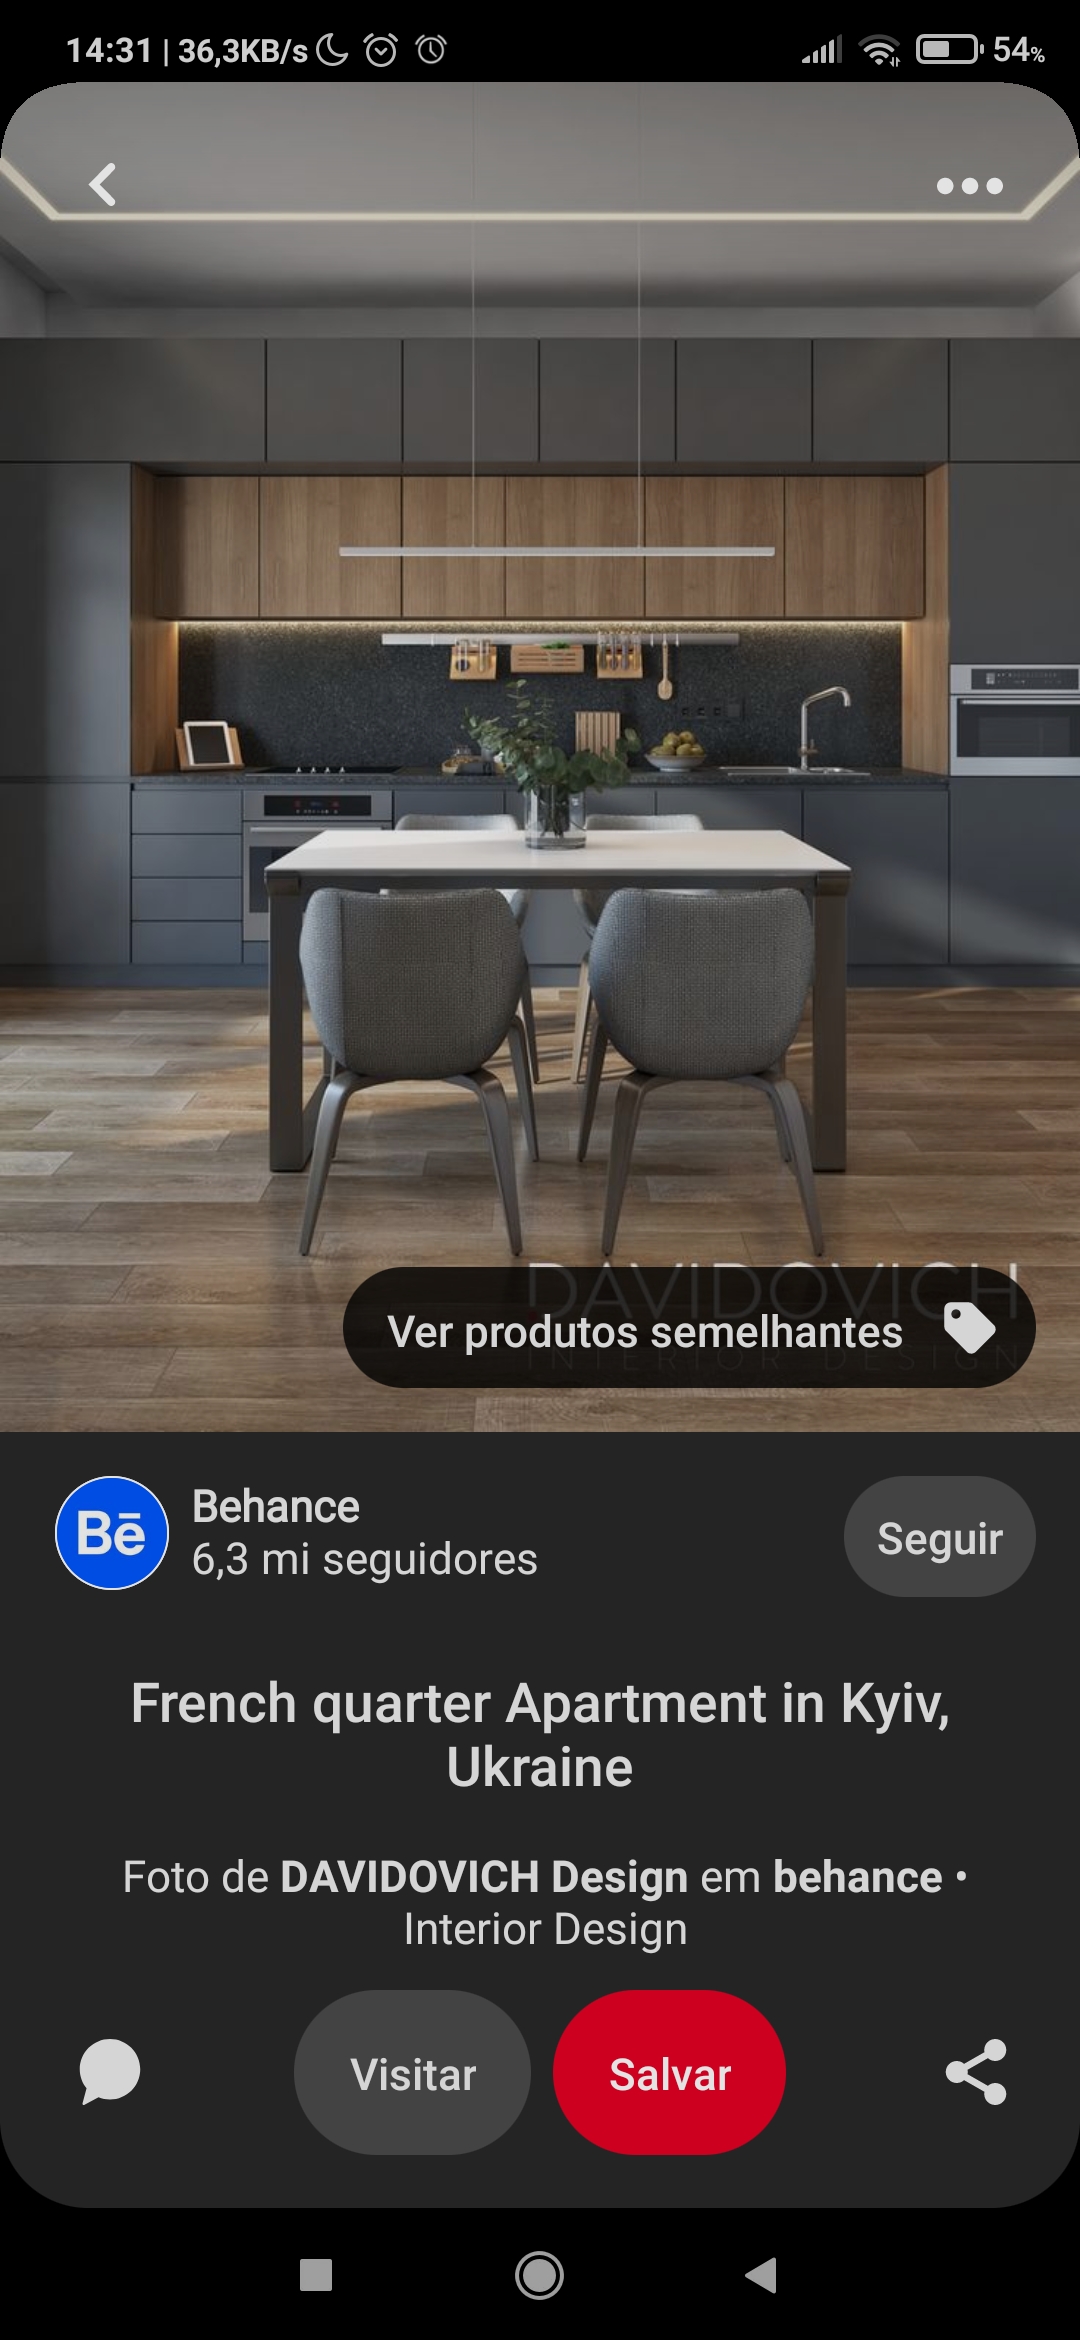 14:31 | 36,3KB/s
54%
DAVIDOVICH
INTERIOR DESIGN
Ver produtos semelhantes
Bē
Behance
6,3 mi seguidores
Seguir
French quarter Apartment in Kyiv,
Ukraine
Foto de DAVIDOVICH Design em behance •
Interior Design
Visitar
Salvar